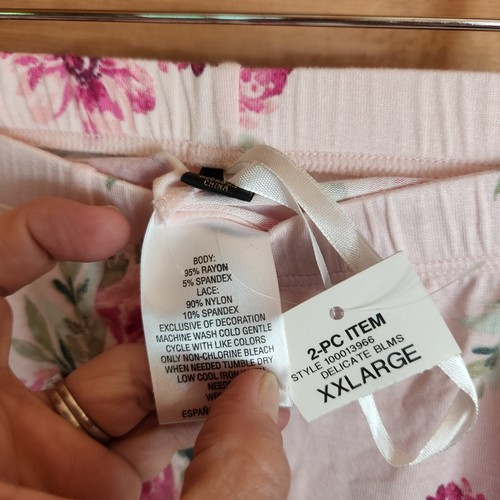 CHINA
BODY:
95% RAYON
5% SPANDEX
LACE:
90% NYLON
10% SPANDEX
EXCLUSIVE OF DECORATION
MACHINE WASH COLD GENTLE
CYCLE WITH LIKE COLORS
ONLY NON-CHLORINE BLEACH
WHEN NEEDED TUMBLE DRY
LOW COOL IRON
NEED
ESPAÑ
2-PC ITEM
STYLE 100013966
DELICATE BLMS
XXLARGE